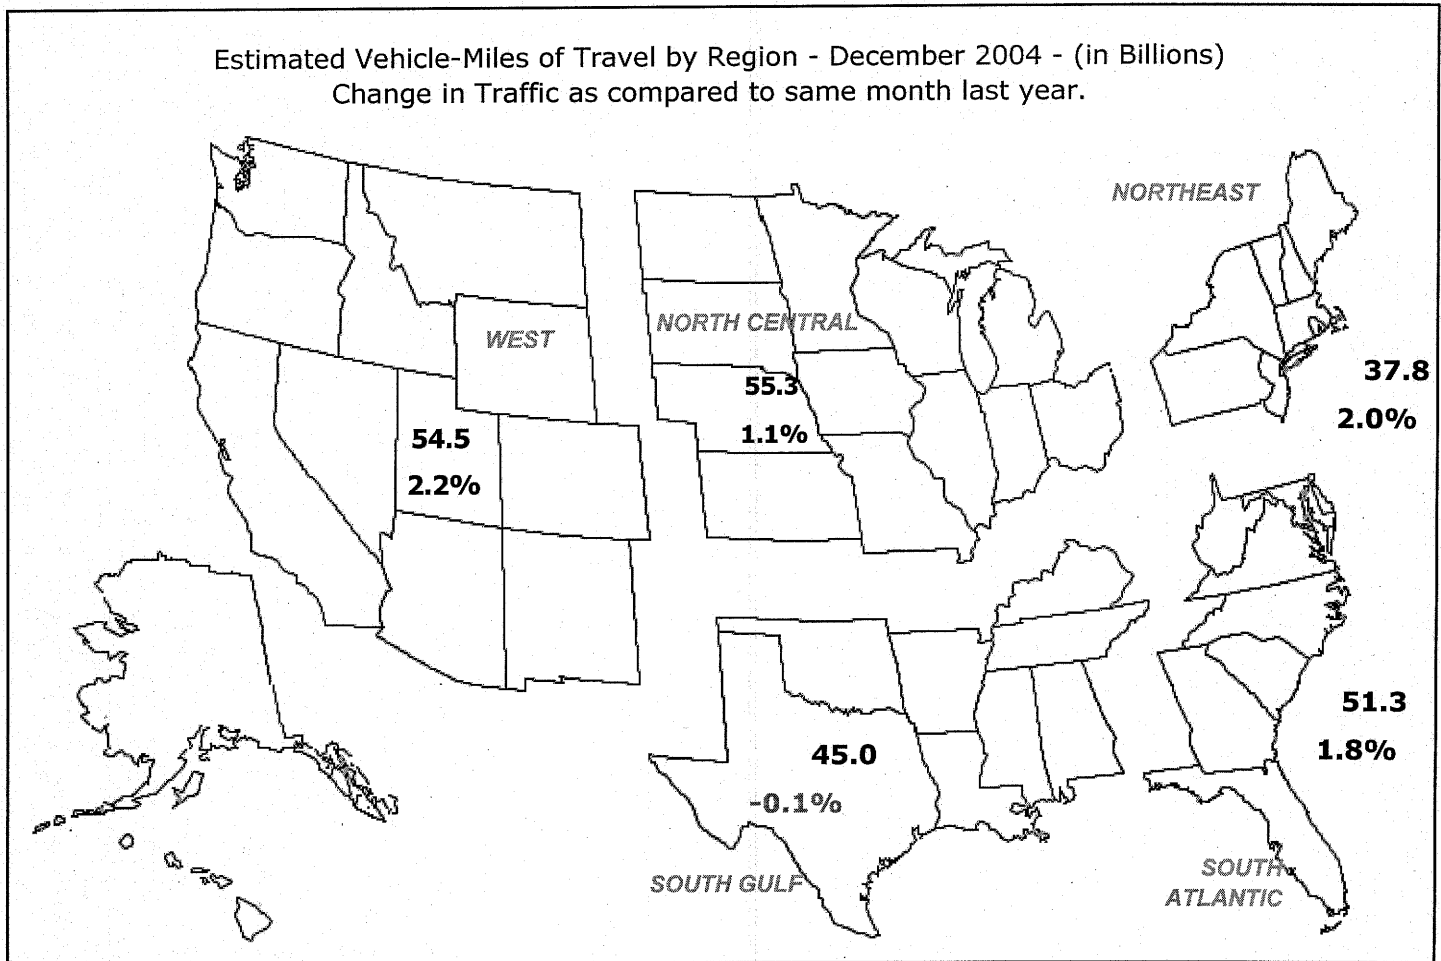 Estimated Vehicle-Miles of Travel by Region - December 2004 - (in Billions)
Change in Traffic as compared to same month last year.
NORTHEAST
WEST
NORTH CENTRAL
37.8
2.0%
55.3
1.1%
54.5
2.2%
51.3
1.8%
45.0
-0.1%
SOUTH GULF
SOUTH
ATLANTIC